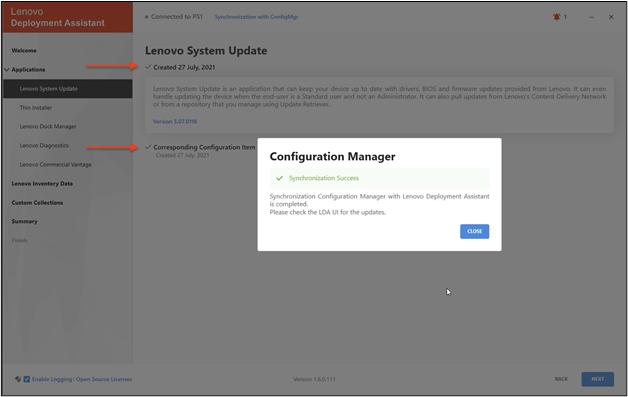 Lenovo
Deployment Assistant
Connected to PS1 Synchronization with ConfigMgr 1
Welcome
Applications
Lenovo System Update
Thin Installer
Lenovo Dock Manager
Lenovo Diagnostics
Lenovo Commercial Vantage
Lenovo Inventory Data
Custom Collections
Summary
Finish
Lenovo System Update
Created 27 July, 2021
Lenovo System Update is an application that can keep your device up to date with drivers, BIOS and firmware updates provided from Lenovo. It can even
handle updating the device when the end-user is a Standard user and not an Administrator. It can also pull updates from Lenovo's Content Delivery Network
or from a repository that you manage using Update Retriever.
Version 5.07.0116
Corresponding Configuration Item
Created 27 July, 2021
Configuration Manager
Synchronization Success
Synchronization Configuration Manager with Lenovo Deployment Assistant
is completed.
Please check the LDA UI for the updates.
CLOSE
Enable Logging | Open Source Licenses Version 1.6.0.111 BACK NEXT